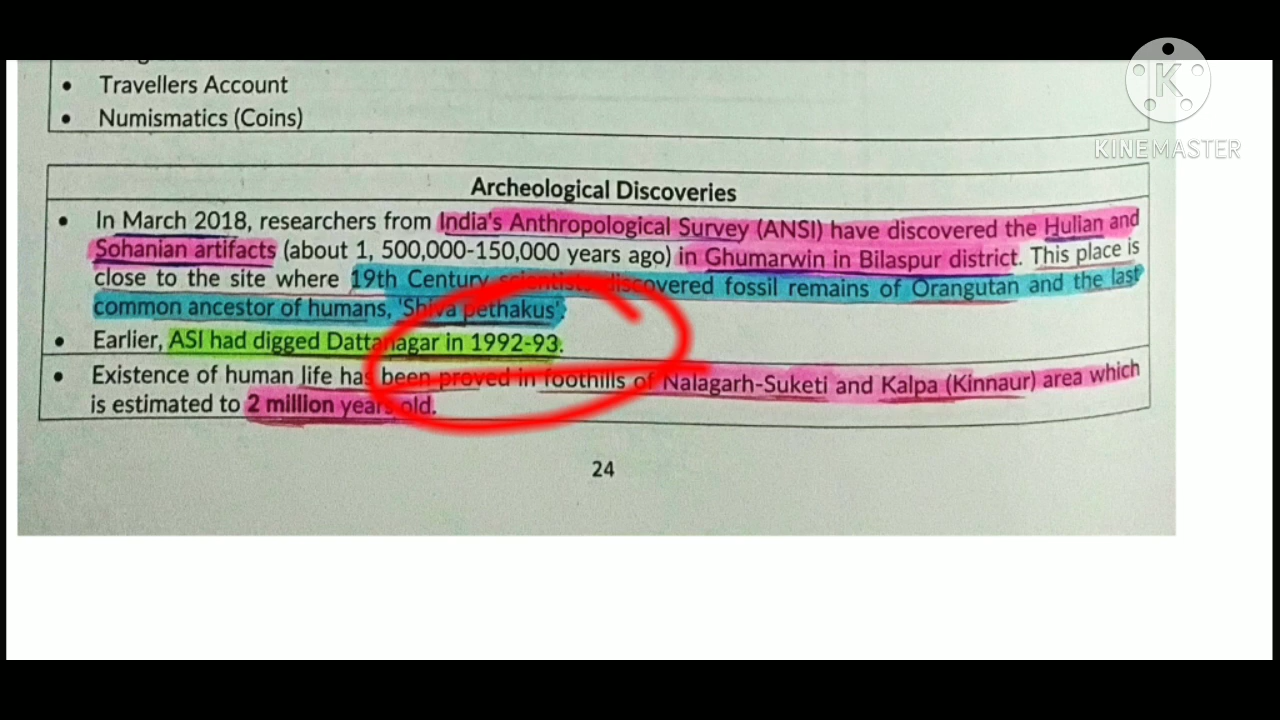 • Travellers Account
• Numismatics (Coins)
K
KINEMASTER
Archeological Discoveries
• In March 2018, researchers from India's Anthropological Survey (ANSI) have discovered the Hulian and
Sohanian artifacts (about 1, 500,000-150,000 years ago) in Ghumarwin in Bilaspur district. This place is
close to the site where 19th Century scientists discovered fossil remains of Orangutan and the last
common ancestor of humans, 'Shiva pethakus'.
• Earlier, ASI had digged Dattanagar in 1992-93.
• Existence of human life has been proved in foothills of Nalagarh-Suketi and Kalpa (Kinnaur) area which
is estimated to 2 million years old.
24